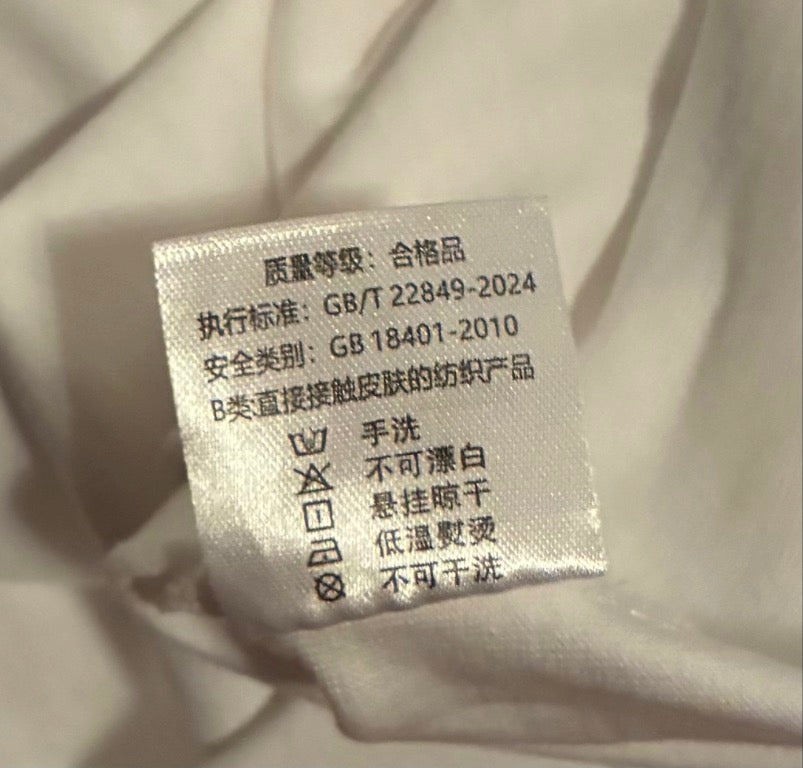 质量等级：合格品
执行标准：GB/T 22849-2024
安全类别：GB 18401-2010
B类:直接接触皮肤的纺织产品
手洗
不可漂白
悬挂晾干
低温熨烫
不可干洗